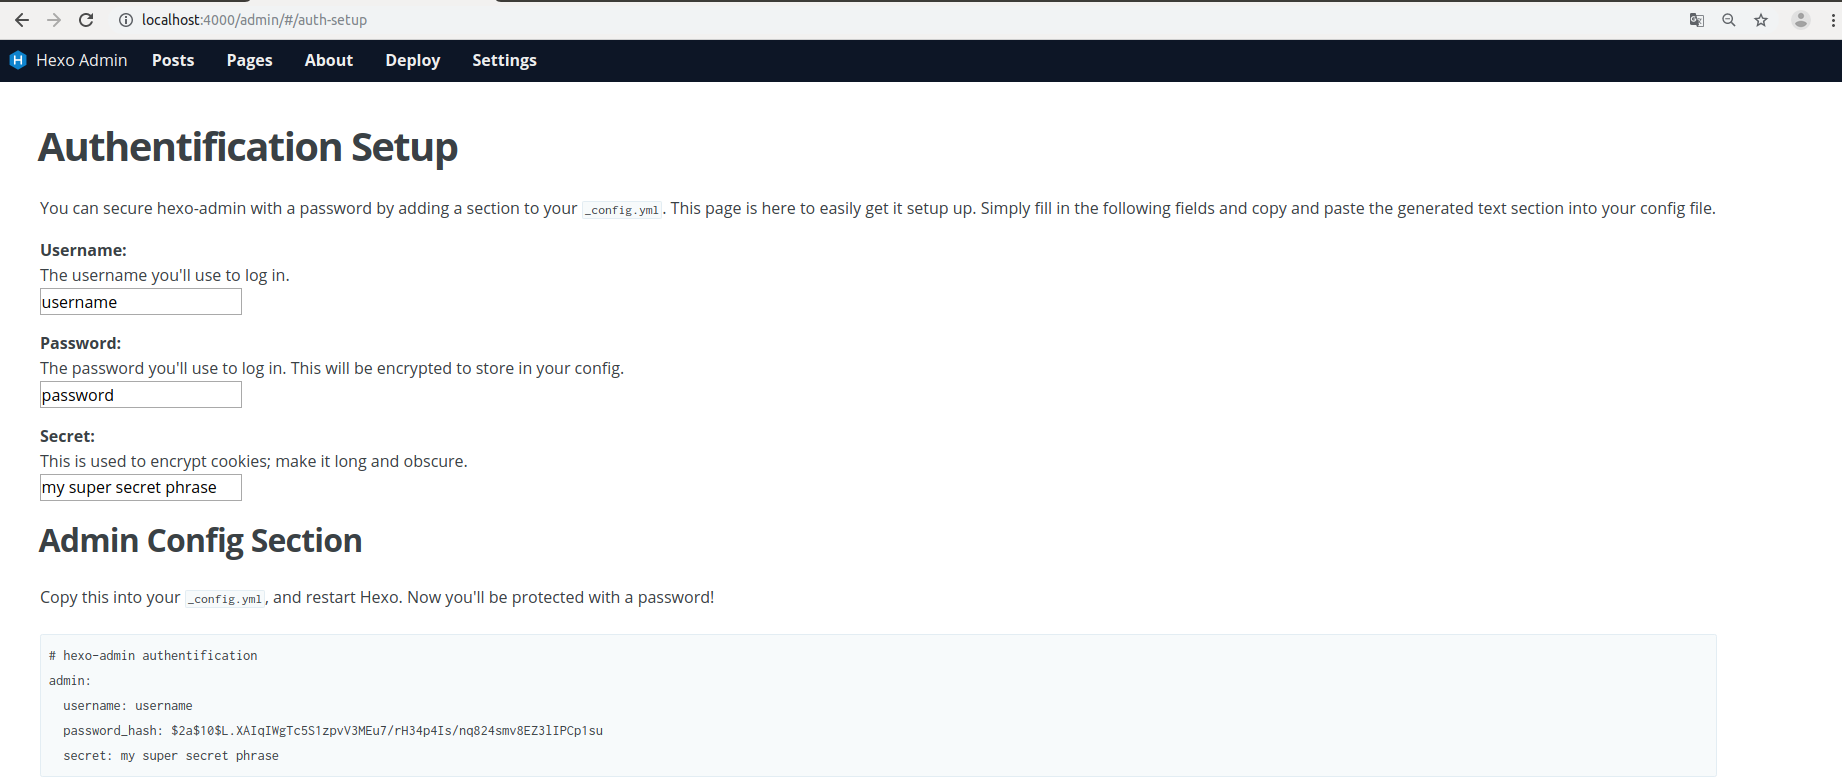 localhost:4000/admin/#/auth-setup
Hexo Admin Posts Pages About Deploy Settings
Authentification Setup
You can secure hexo-admin with a password by adding a section to your _config.yml. This page is here to easily get it setup up. Simply fill in the following fields and copy and paste the generated text section into your config file.
Username:
The username you'll use to log in.
username
Password:
The password you'll use to log in. This will be encrypted to store in your config.
password
Secret:
This is used to encrypt cookies; make it long and obscure.
my super secret phrase
Admin Config Section
Copy this into your _config.yml, and restart Hexo. Now you'll be protected with a password!
# hexo-admin authentification
admin:
  username: username
  password_hash: $2a$10$L.XAIqIWgTc5S1zpvV3MEu7/rH34p4Is/nq824smv8EZ3lIPCp1su
  secret: my super secret phrase